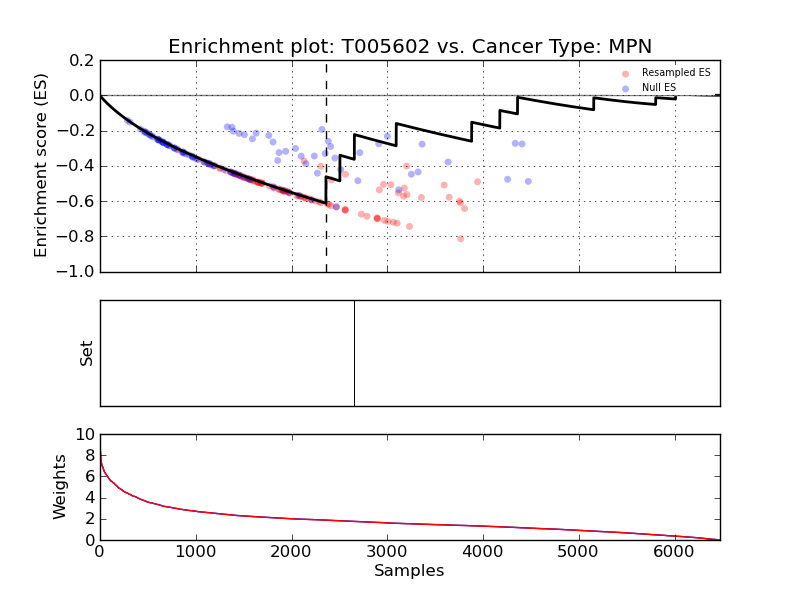 Enrichment plot: T005602 vs. Cancer Type: MPN
Enrichment score (ES)
0.2
0.0
−0.2
−0.4
−0.6
−0.8
−1.0
Resampled ES
Null ES
Set
Weights
10
8
6
4
2
0
0 1000 2000 3000 4000 5000 6000
Samples